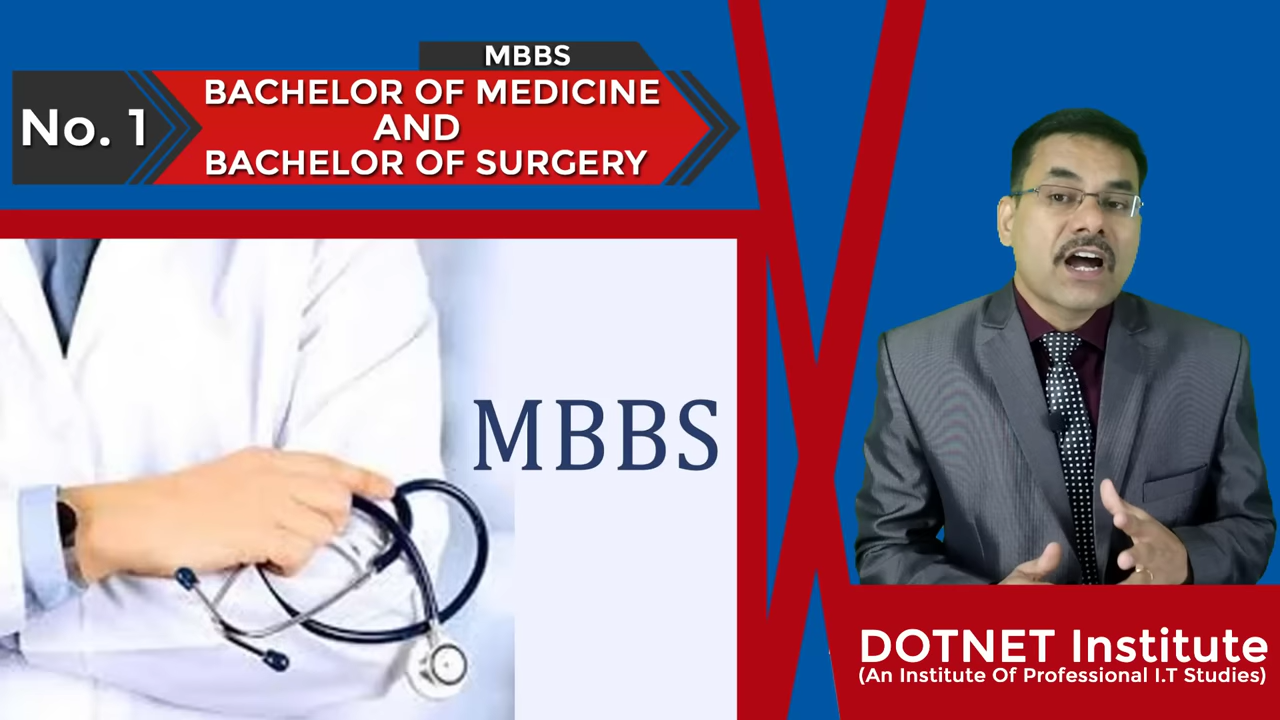 MBBS
No. 1
BACHELOR OF MEDICINE
AND
BACHELOR OF SURGERY
MBBS
DOTNET Institute
(An Institute Of Professional I.T Studies)